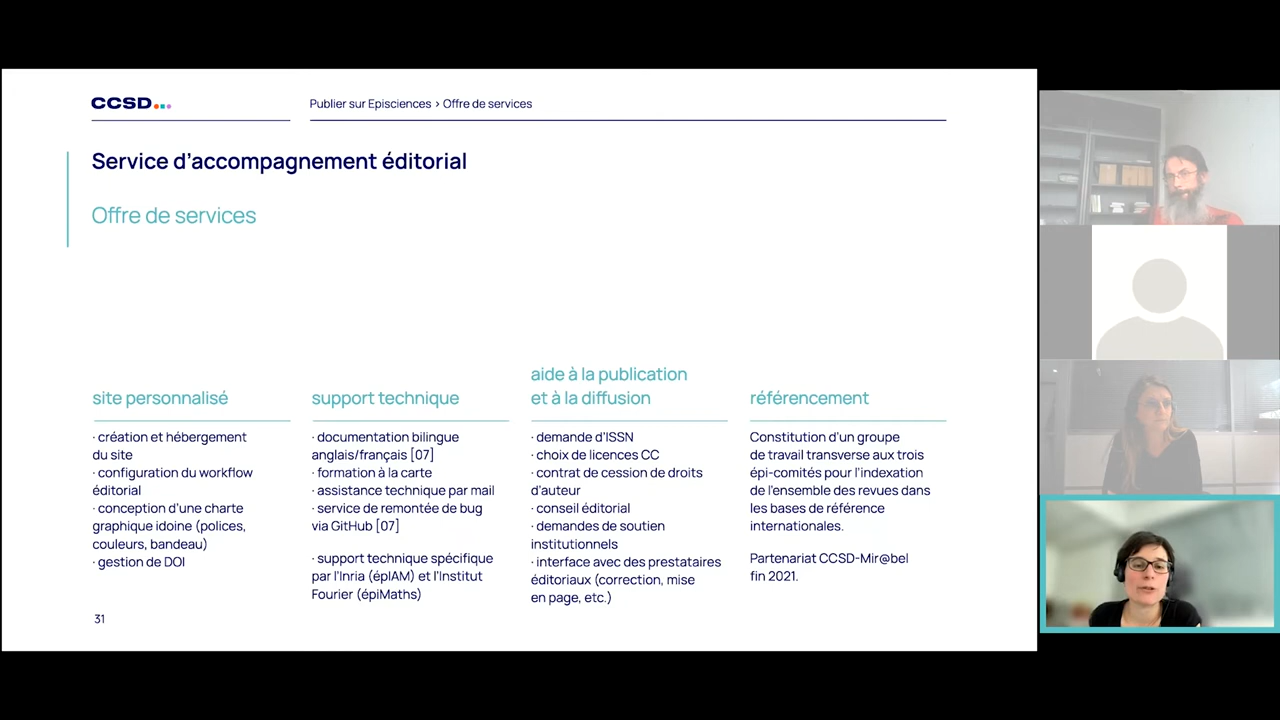 CCSD
Publier sur Episciences > Offre de services
Service d'accompagnement éditorial
Offre de services
site personnalisé
· création et hébergement
du site
· configuration du workflow
éditorial
· conception d'une charte
graphique idoine (polices,
couleurs, bandeau)
· gestion de DOI
support technique
· documentation bilingue
anglais/français [07]
· formation à la carte
· assistance technique par mail
· service de remontée de bug
via GitHub [07]
· support technique spécifique
par l'Inria (épIAM) et l'Institut
Fourier (épiMaths)
aide à la publication
et à la diffusion
· demande d'ISSN
· choix de licences CC
· contrat de cession de droits
d'auteur
· conseil éditorial
· demandes de soutien
institutionnels
· interface avec des prestataires
éditoriaux (correction, mise
en page, etc.)
référencement
Constitution d'un groupe
de travail transverse aux trois
épi-comités pour l'indexation
de l'ensemble des revues dans
les bases de référence
internationales.
Partenariat CCSD-Mir@bel
fin 2021.
31